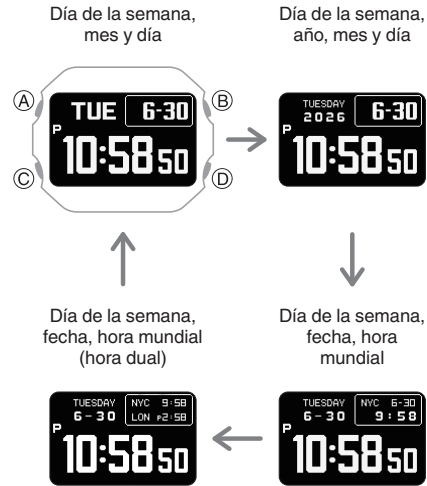 Día de la semana,
mes y día
Día de la semana,
año, mes y día
A
B
C
D
TUE 6-30
P
10:58 50
TUESDAY
2026 6-30
P
10:58 50
Día de la semana,
fecha, hora mundial
(hora dual)
Día de la semana,
fecha, hora
mundial
TUESDAY NYC 9:58
6-30 LON P2:58
P
10:58 50
TUESDAY NYC 6-30
6-30 9:58
P
10:58 50